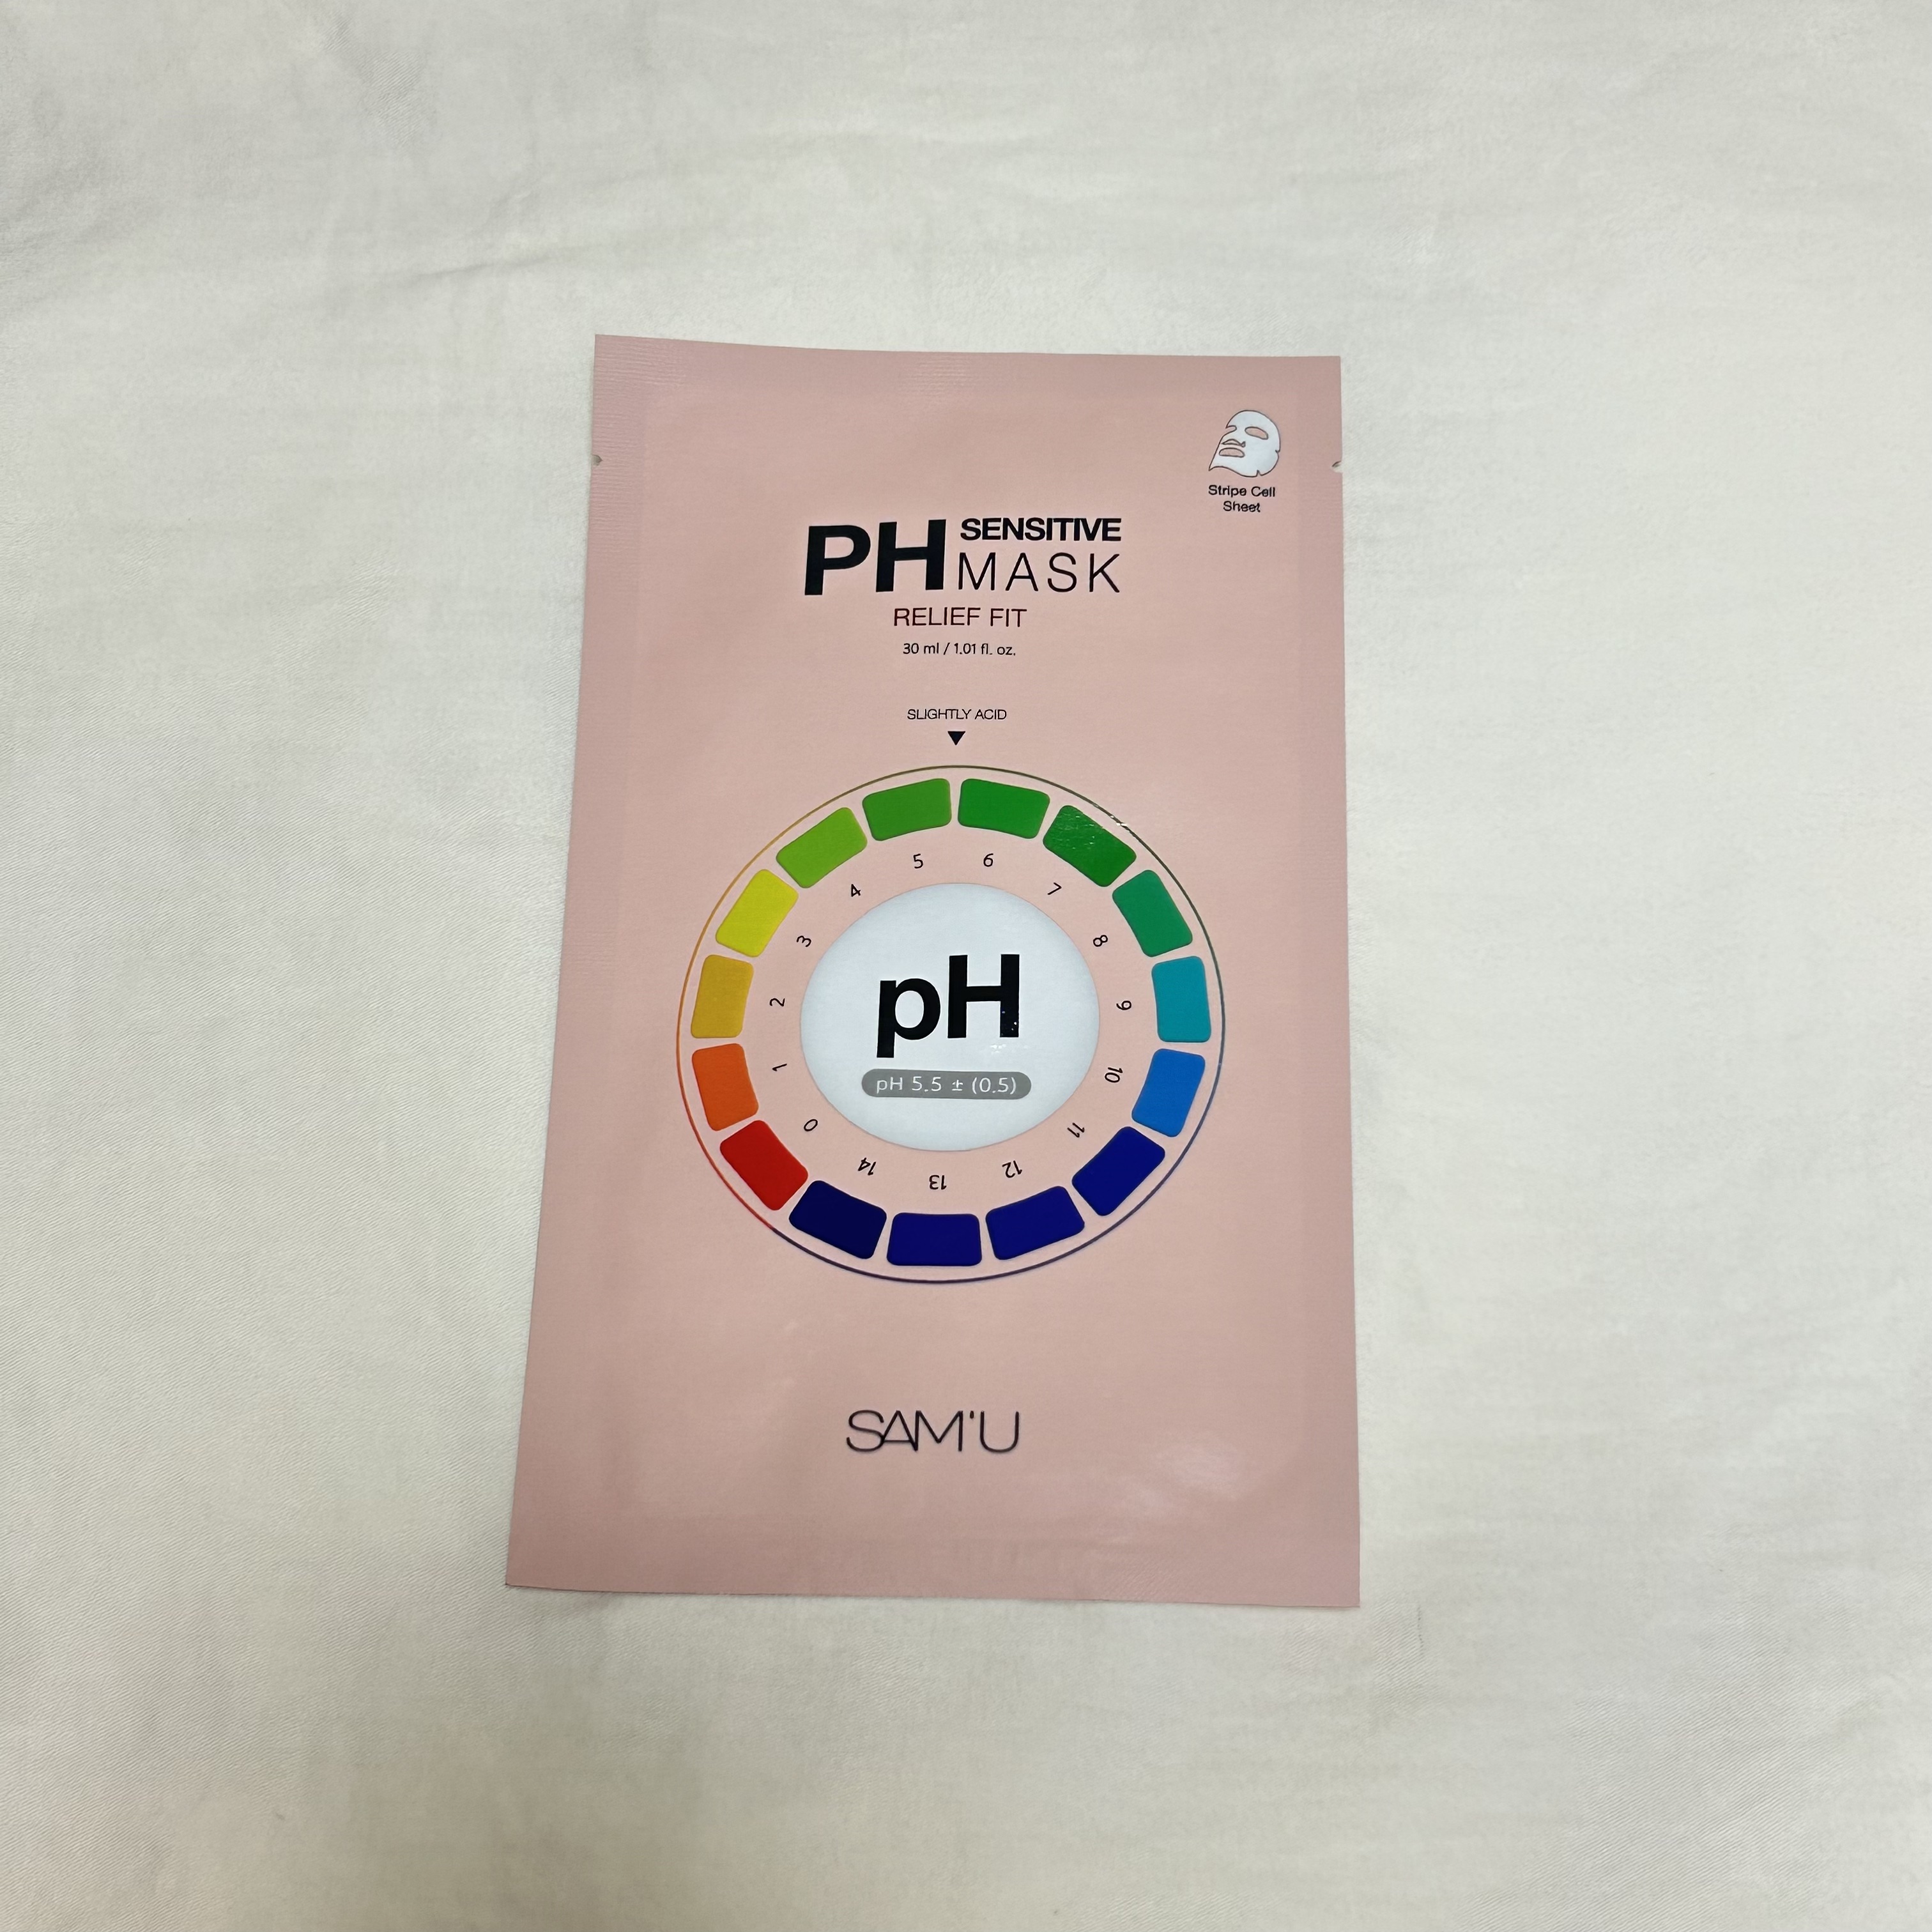 Stripe Cell
Sheet
PH SENSITIVE
MASK
RELIEF FIT
30 ml / 1.01 fl. oz.
SLIGHTLY ACID
0 1 2 3 4 5 6 7 8 9 10 11 12 13 14
pH
pH 5.5 ± (0.5)
SAM'U